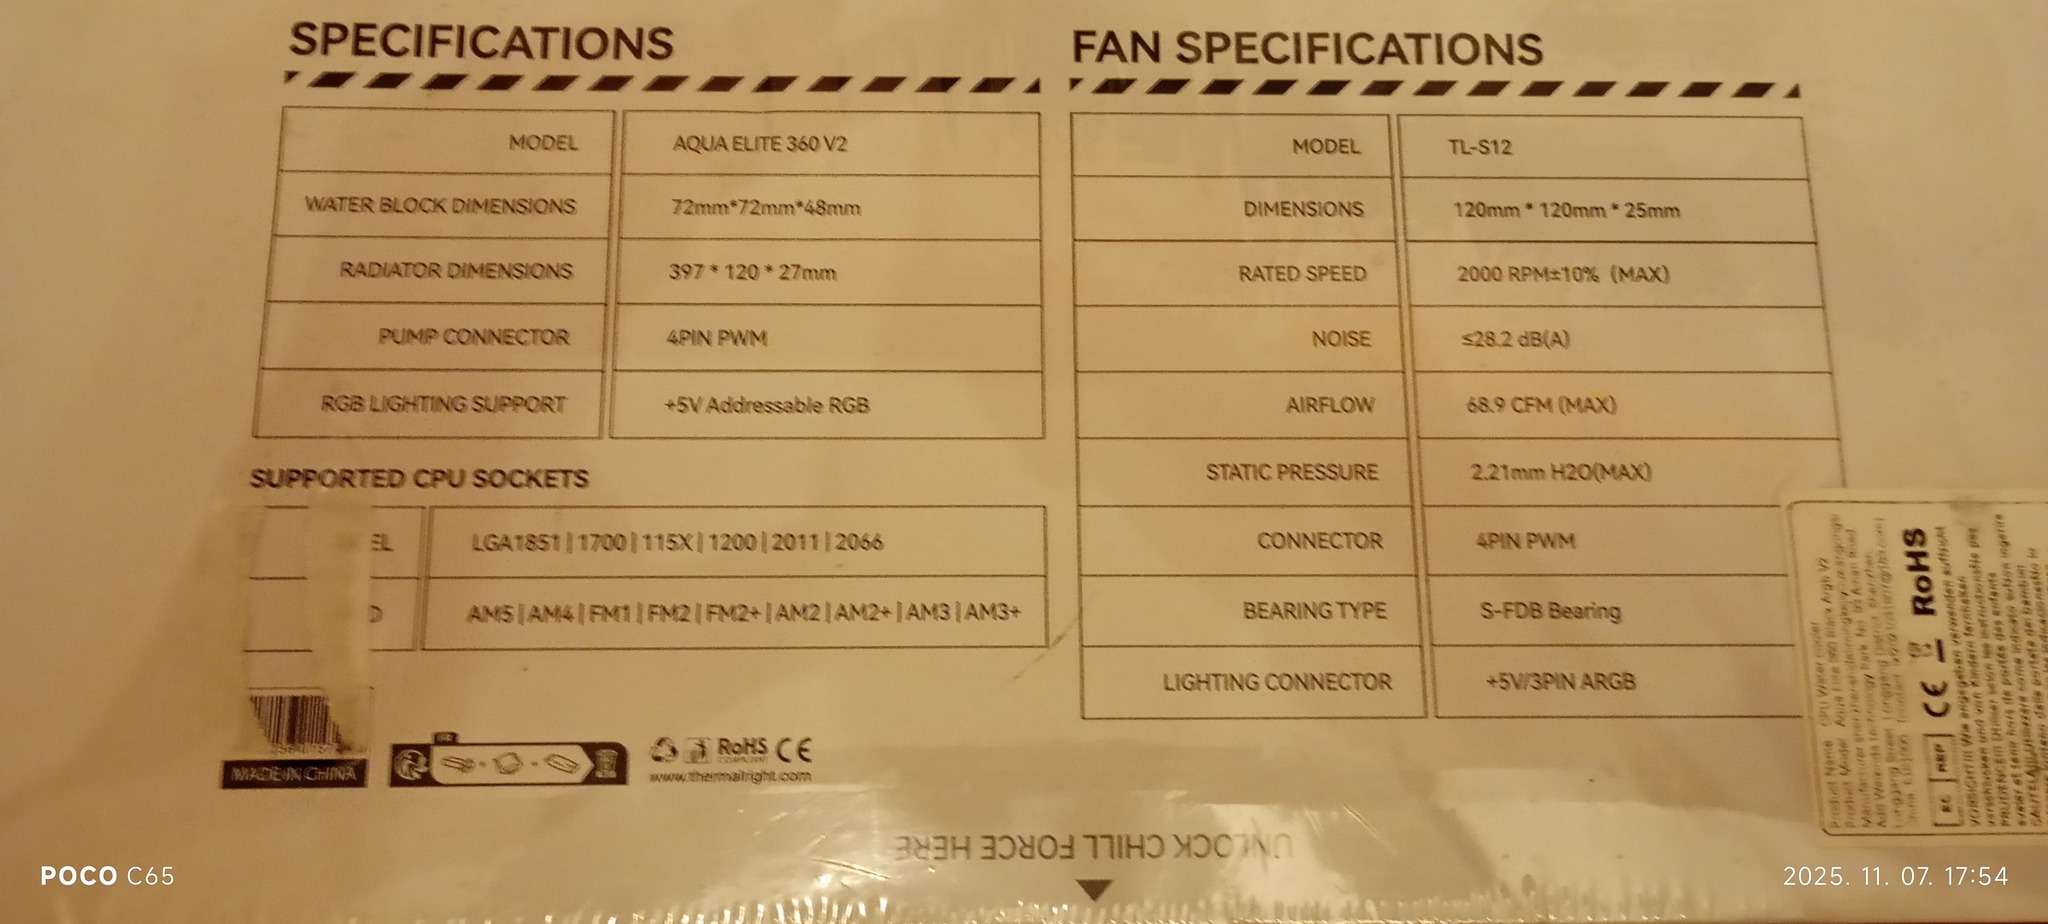 SPECIFICATIONS
MODEL AQUA ELITE 360 V2
WATER BLOCK DIMENSIONS 72mm*72mm*48mm
RADIATOR DIMENSIONS 397 * 120 * 27mm
PUMP CONNECTOR 4PIN PWM
RGB LIGHTING SUPPORT +5V Addressable RGB
SUPPORTED CPU SOCKETS
EL LGA1851 | 1700 | 115X | 1200 | 2011 | 2066
D AM5 | AM4 | FM1 | FM2 | FM2+ | AM2 | AM2+ | AM3 | AM3+
MADE IN CHINA
RoHS CE
www.thermalright.com
FAN SPECIFICATIONS
MODEL TL-S12
DIMENSIONS 120mm * 120mm * 25mm
RATED SPEED 2000 RPM±10% (MAX)
NOISE ≤28.2 dB(A)
AIRFLOW 68.9 CFM (MAX)
STATIC PRESSURE 2.21mm H2O(MAX)
CONNECTOR 4PIN PWM
BEARING TYPE S-FDB Bearing
LIGHTING CONNECTOR +5V/3PIN ARGB
UNLOCK CHILL FORCE HERE
RoHS
CE
EC REP
POCO C65
2025. 11. 07. 17:54